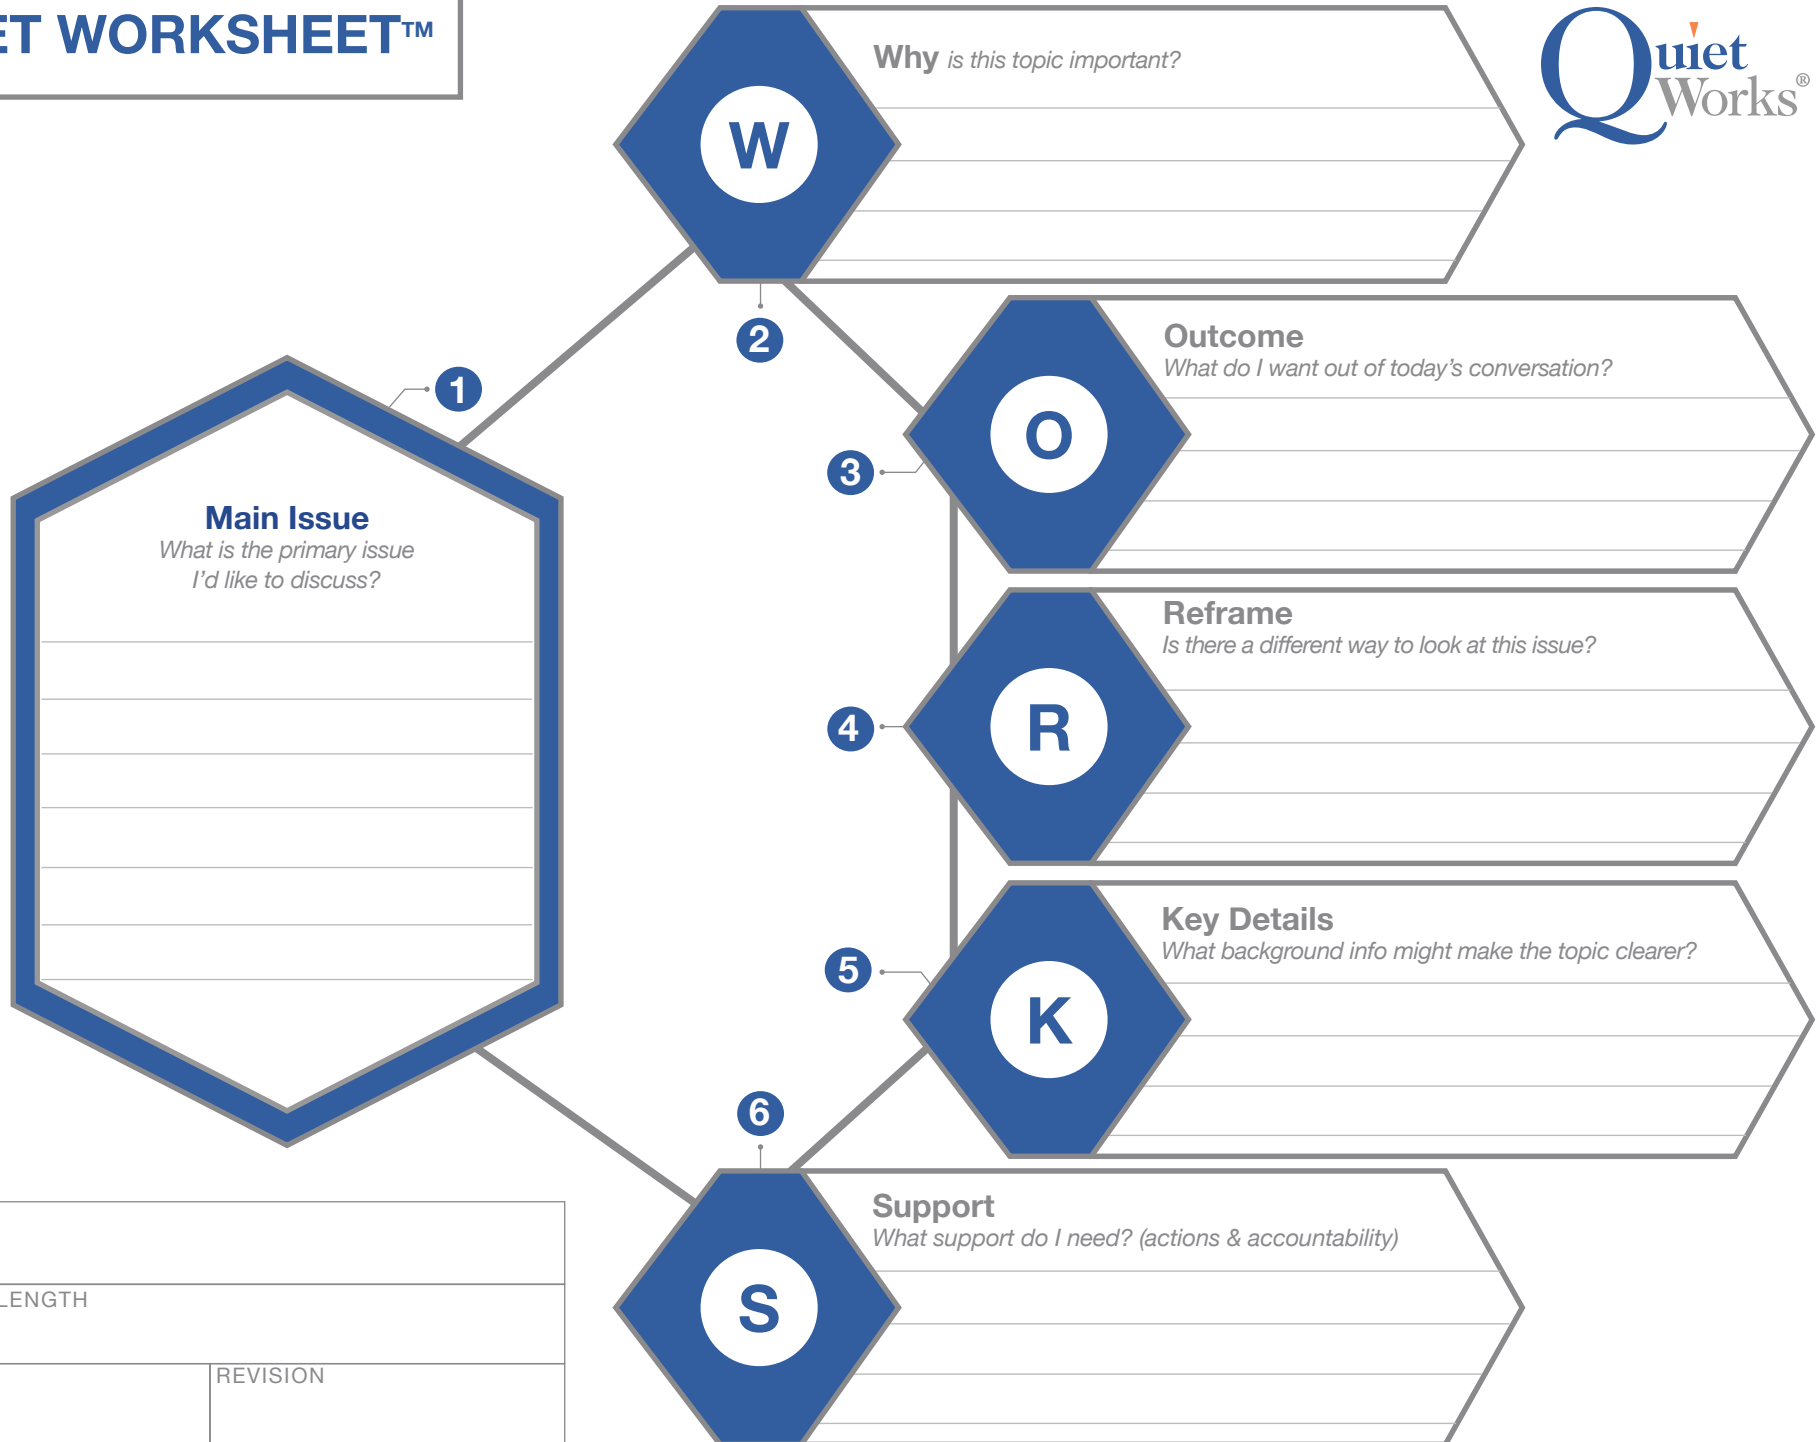 ET WORKSHEET™
Quiet
Works®
W
Why is this topic important?
2
1
Main Issue
What is the primary issue
I'd like to discuss?
O
Outcome
What do I want out of today's conversation?
3
R
Reframe
Is there a different way to look at this issue?
4
K
Key Details
What background info might make the topic clearer?
5
6
S
Support
What support do I need? (actions & accountability)
LENGTH
REVISION